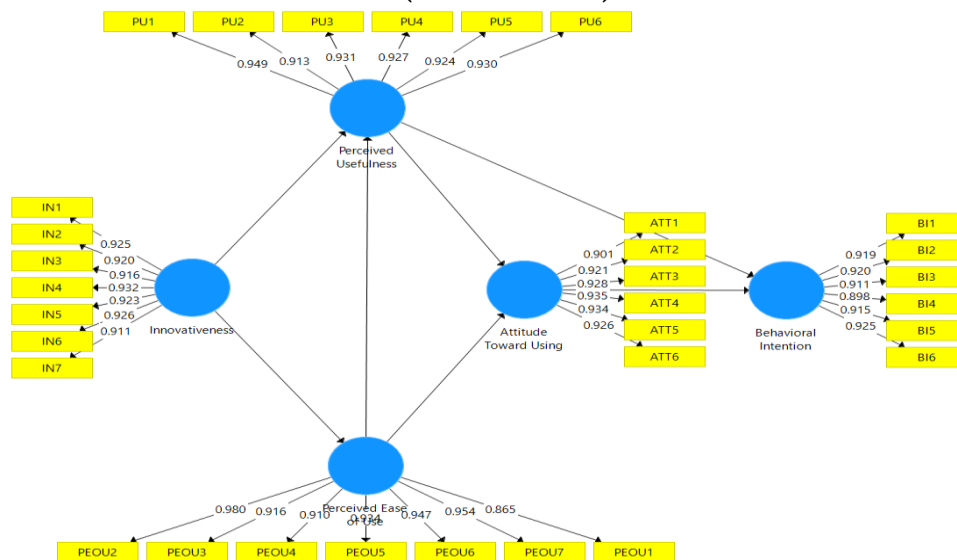 PU1
PU2
PU3
PU4
PU5
PU6
0.949
0.913
0.931
0.927
0.924
0.930
Perceived
Usefulness
IN1
IN2
IN3
IN4
IN5
IN6
IN7
0.925
0.920
0.916
0.932
0.923
0.926
0.911
Innovativeness
ATT1
ATT2
ATT3
ATT4
ATT5
ATT6
0.901
0.921
0.928
0.935
0.934
0.926
Attitude
Toward Using
BI1
BI2
BI3
BI4
BI5
BI6
0.919
0.920
0.911
0.898
0.915
0.925
Behavioral
Intention
Perceived Ease
of Use
0.980
0.916
0.910
0.934
0.947
0.954
0.865
PEOU2
PEOU3
PEOU4
PEOU5
PEOU6
PEOU7
PEOU1